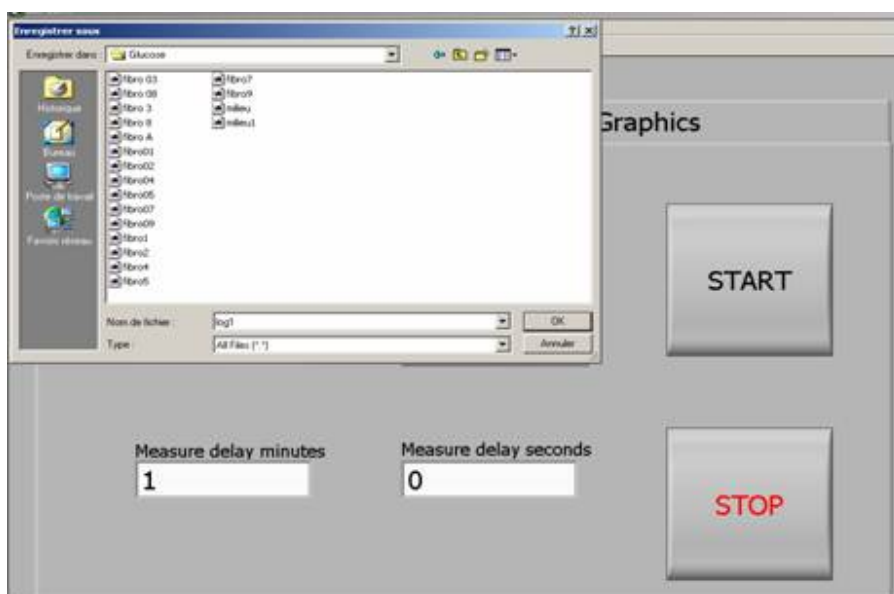 Enregistrer sous
Enregistrer dans : Glucose
Historique
Bureau
Poste de travail
Favoris réseau
fibro 03
fibro 08
fibro 3
fibro 8
fibro A
fibro01
fibro02
fibro04
fibro05
fibro07
fibro09
fibro1
fibro2
fibro4
fibro5
fibro7
fibro9
milieu
milieu1
Nom de fichier : log1
OK
Type : All Files (*.*)
Annuler
Graphics
START
Measure delay minutes
1
Measure delay seconds
0
STOP